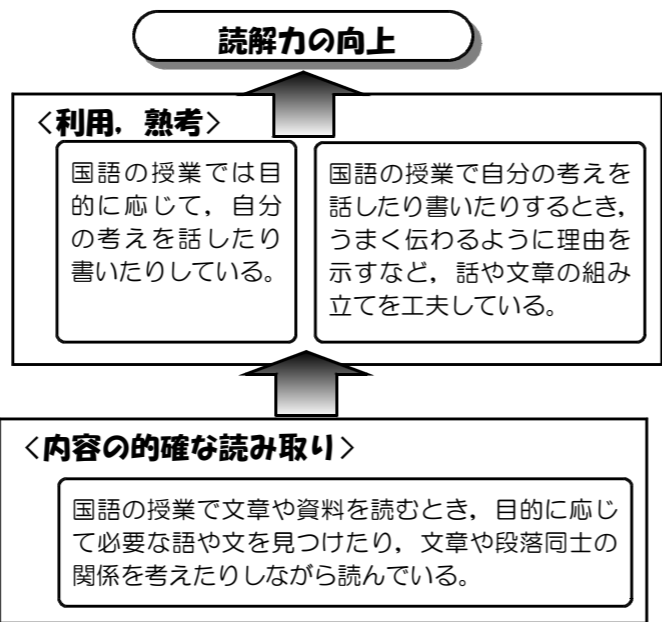 読解力の向上
＜利用，熟考＞
国語の授業では目
的に応じて，自分
の考えを話したり
書いたりしている。
国語の授業で自分の考えを
話したり書いたりするとき，
うまく伝わるように理由を
示すなど，話や文章の組み
立てを工夫している。
＜内容の的確な読み取り＞
国語の授業で文章や資料を読むとき，目的に応じ
て必要な語や文を見つけたり，文章や段落同士の
関係を考えたりしながら読んでいる。